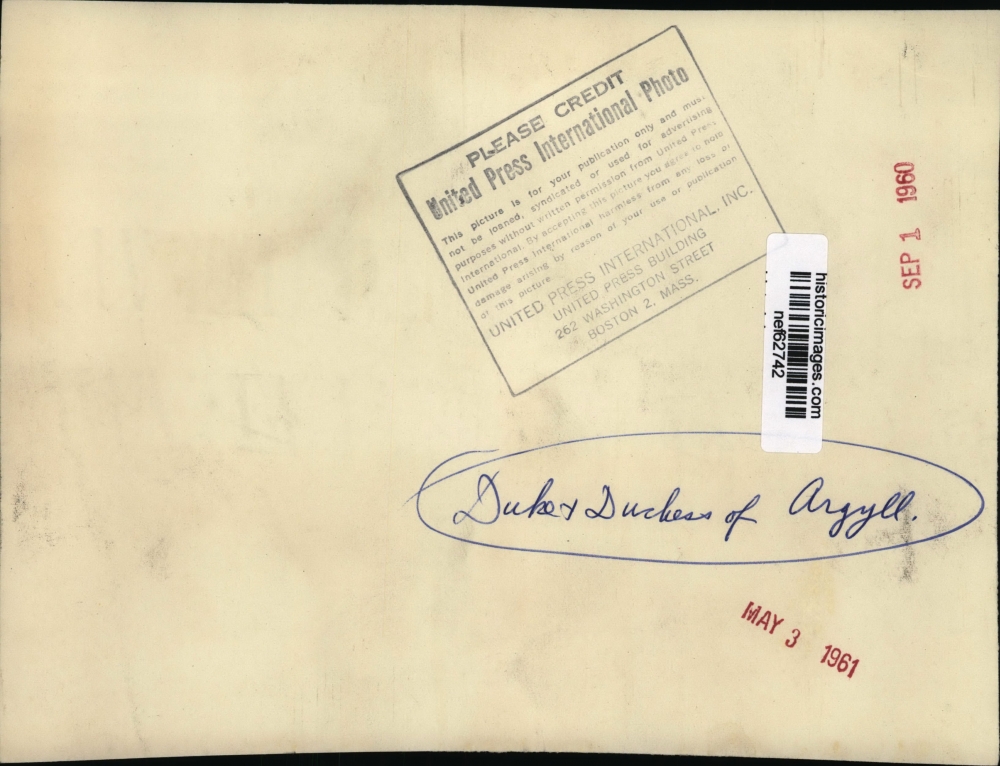 PLEASE CREDIT
United Press International Photo
This picture is for your publication only and mus
not be loaned, syndicated or used for advertising
purposes without written permission from United Press
International. By accepting this picture you agree to hold
United Press International harmless from any loss or
damage arising by reason of your use or publication
of this picture
UNITED PRESS INTERNATIONAL, INC.
UNITED PRESS BUILDING
262 WASHINGTON STREET
BOSTON 2, MASS.
SEP 1 1960
historicimages.com
nef62742
Duke & Duchess of Argyll.
MAY 3 1961